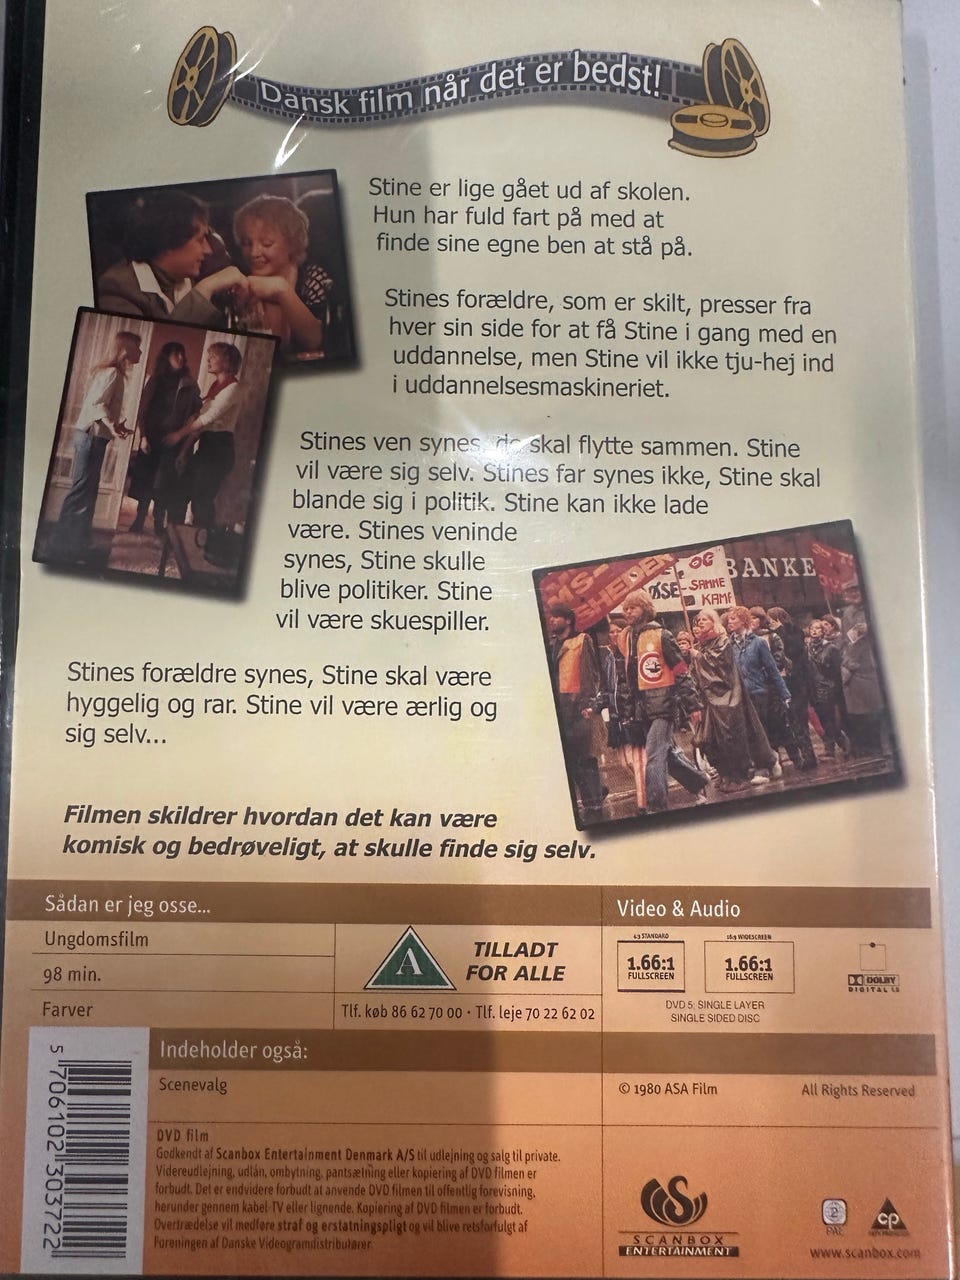 Dansk film når det er bedst!
Stine er lige gået ud af skolen.
Hun har fuld fart på med at
finde sine egne ben at stå på.
Stines forældre, som er skilt, presser fra
hver sin side for at få Stine i gang med en
uddannelse, men Stine vil ikke tju-hej ind
i uddannelsesmaskineriet.
Stines ven synes, de skal flytte sammen. Stine
vil være sig selv. Stines far synes ikke, Stine skal
blande sig i politik. Stine kan ikke lade
være. Stines veninde
synes, Stine skulle
blive politiker. Stine
vil være skuespiller.
OG
BANKE
SAMME
KAMP
Stines forældre synes, Stine skal være
hyggelig og rar. Stine vil være ærlig og
sig selv...
Filmen skildrer hvordan det kan være
komisk og bedrøveligt, at skulle finde sig selv.
Sådan er jeg osse...
Ungdomsfilm
98 min.
Farver
A
TILLADT
FOR ALLE
Tlf. køb 86 62 70 00 · Tlf. leje 70 22 62 02
Video & Audio
4:3 STANDARD
1.66:1
FULLSCREEN
16:9 WIDESCREEN
1.66:1
FULLSCREEN
DOLBY
DIGITAL
DVD 5: SINGLE LAYER
SINGLE SIDED DISC
Indeholder også:
Scenevalg
© 1980 ASA Film
All Rights Reserved
5 706102 303722
DVD film
Godkendt af Scanbox Entertainment Denmark A/S til udlejning og salg til private.
Videreudlejning, udlån, ombytning, pantsætning eller kopiering af DVD filmen er
forbudt. Det er endvidere forbudt at anvende DVD filmen til offentlig forevisning,
herunder gennem kabel-TV eller lignende. Kopiering af DVD filmen er forbudt.
Overtrædelse vil medføre straf og erstatningspligt og vil blive retsforfulgt af
Foreningen af Danske Videogramdistributører.
SCANBOX
ENTERTAINMENT
2
PAL
CP
www.scanbox.com